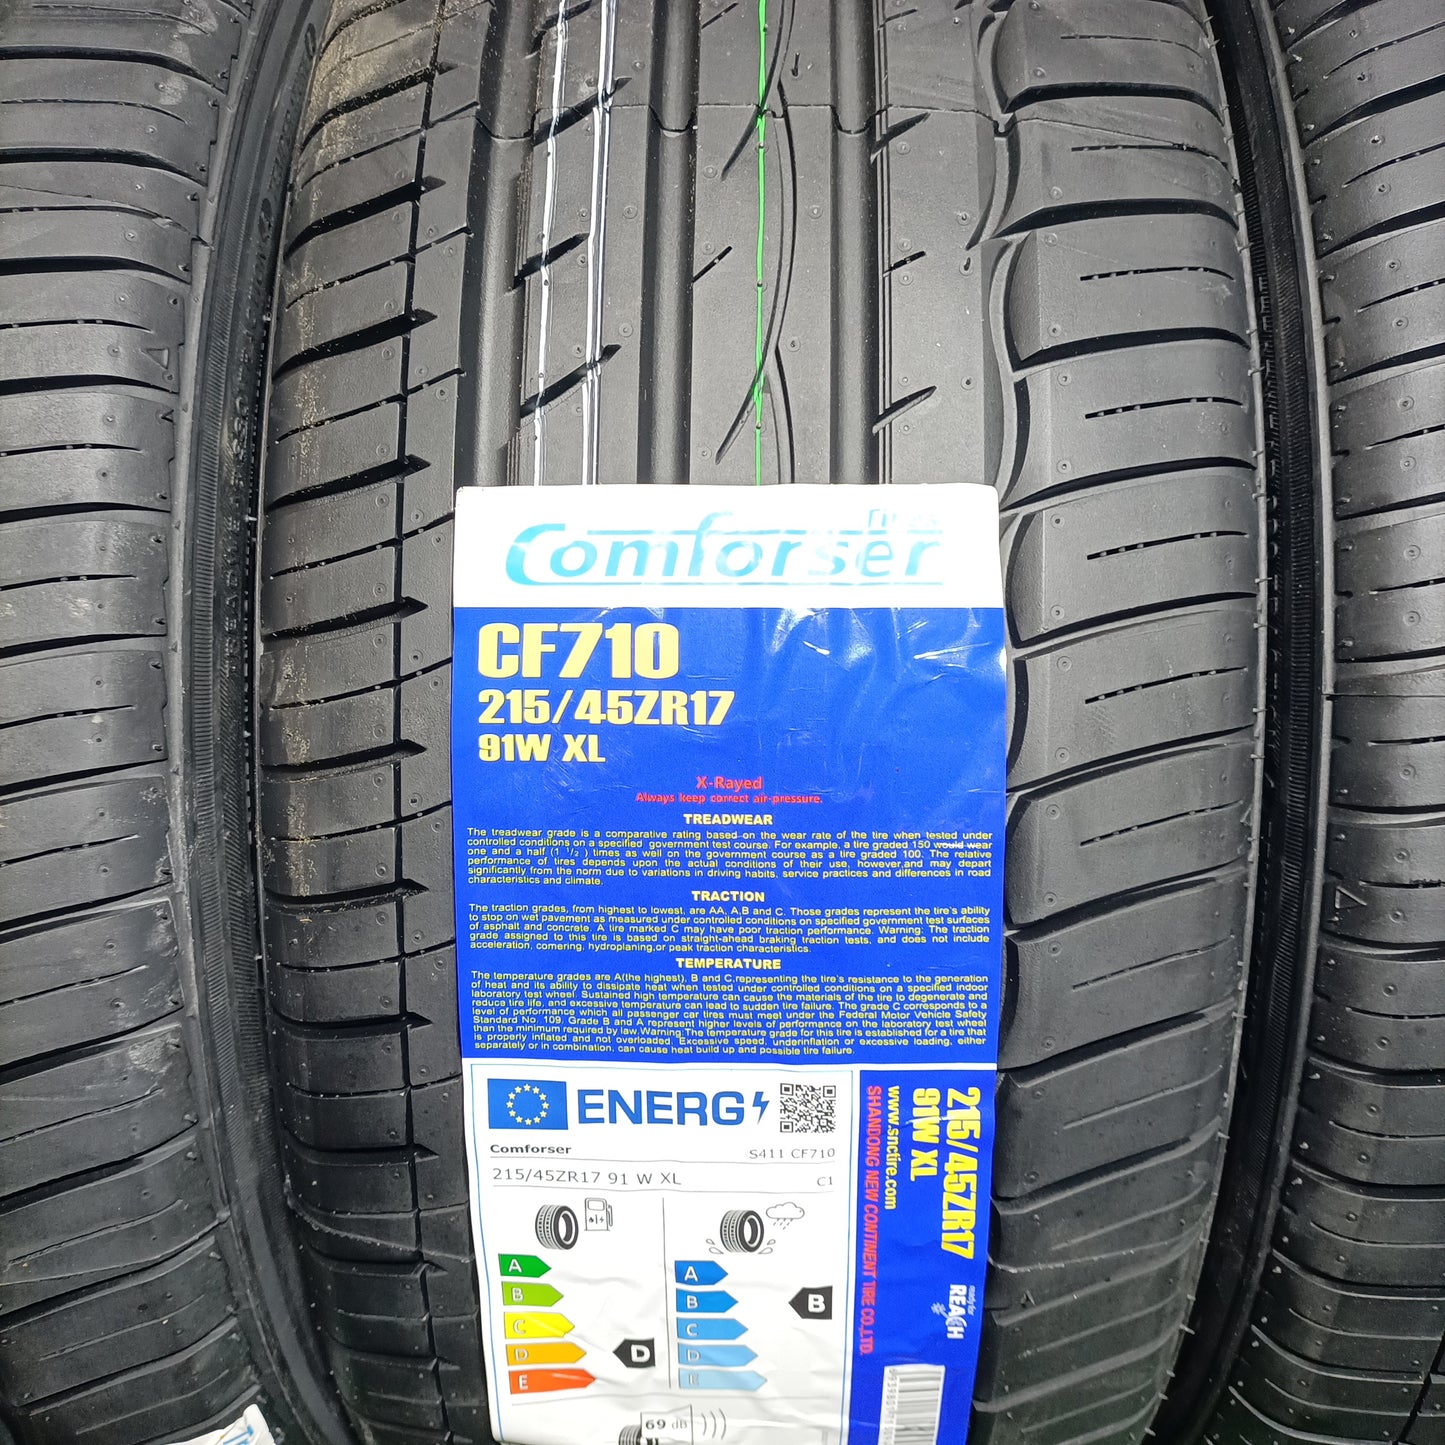 Tires
Comforser
CF710
215/45ZR17
91W XL
X-Rayed
Always keep correct air-pressure.
TREADWEAR
The treadwear grade is a comparative rating based on the wear rate of the tire when tested under
controlled conditions on a specified government test course. For example, a tire graded 150 would wear
one and a half (1 1/2 ) times as well on the government course as a tire graded 100. The relative
performance of tires depends upon the actual conditions of their use, however,and may depart
significantly from the norm due to variations in driving habits, service practices and differences in road
characteristics and climate.
TRACTION
The traction grades, from highest to lowest, are AA, A,B and C. Those grades represent the tire's ability
to stop on wet pavement as measured under controlled conditions on specified government test surfaces
of asphalt and concrete. A tire marked C may have poor traction performance. Warning: The traction
grade assigned to this tire is based on straight-ahead braking traction tests, and does not include
acceleration, cornering, hydroplaning,or peak traction characteristics.
TEMPERATURE
The temperature grades are A(the highest), B and C,representing the tire's resistance to the generation
of heat and its ability to dissipate heat when tested under controlled conditions on a specified indoor
laboratory test wheel. Sustained high temperature can cause the materials of the tire to degenerate and
reduce tire life, and excessive temperature can lead to sudden tire failure. The grade C corresponds to a
level of performance which all passenger car tires must meet under the Federal Motor Vehicle Safety
Standard No. 109. Grade B and A represent higher levels of performance on the laboratory test wheel
than the minimum required by law.Warning:The temperature grade for this tire is established for a tire that
is properly inflated and not overloaded. Excessive speed, underinflation or excessive loading, either
separately or in combination, can cause heat build up and possible tire failure.
ENERG
Comforser
S411 CF710
215/45ZR17 91 W XL
C1
A
B
C
D
E
D
A
B
C
D
E
B
69 dB
215/45ZR17
91W XL
www.snctire.com
SHANDONG NEW CONTINENT TIRE CO.,LTD.
ready for
REACH